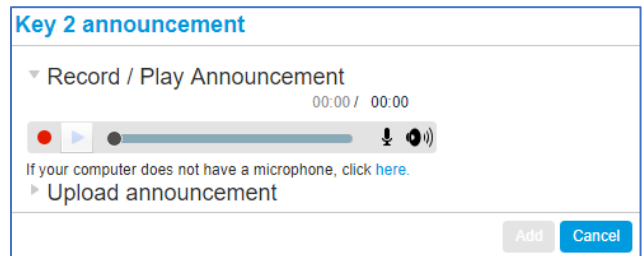 Key 2 announcement
Record / Play Announcement
00:00 / 00:00
If your computer does not have a microphone, click here.
Upload announcement
Add Cancel